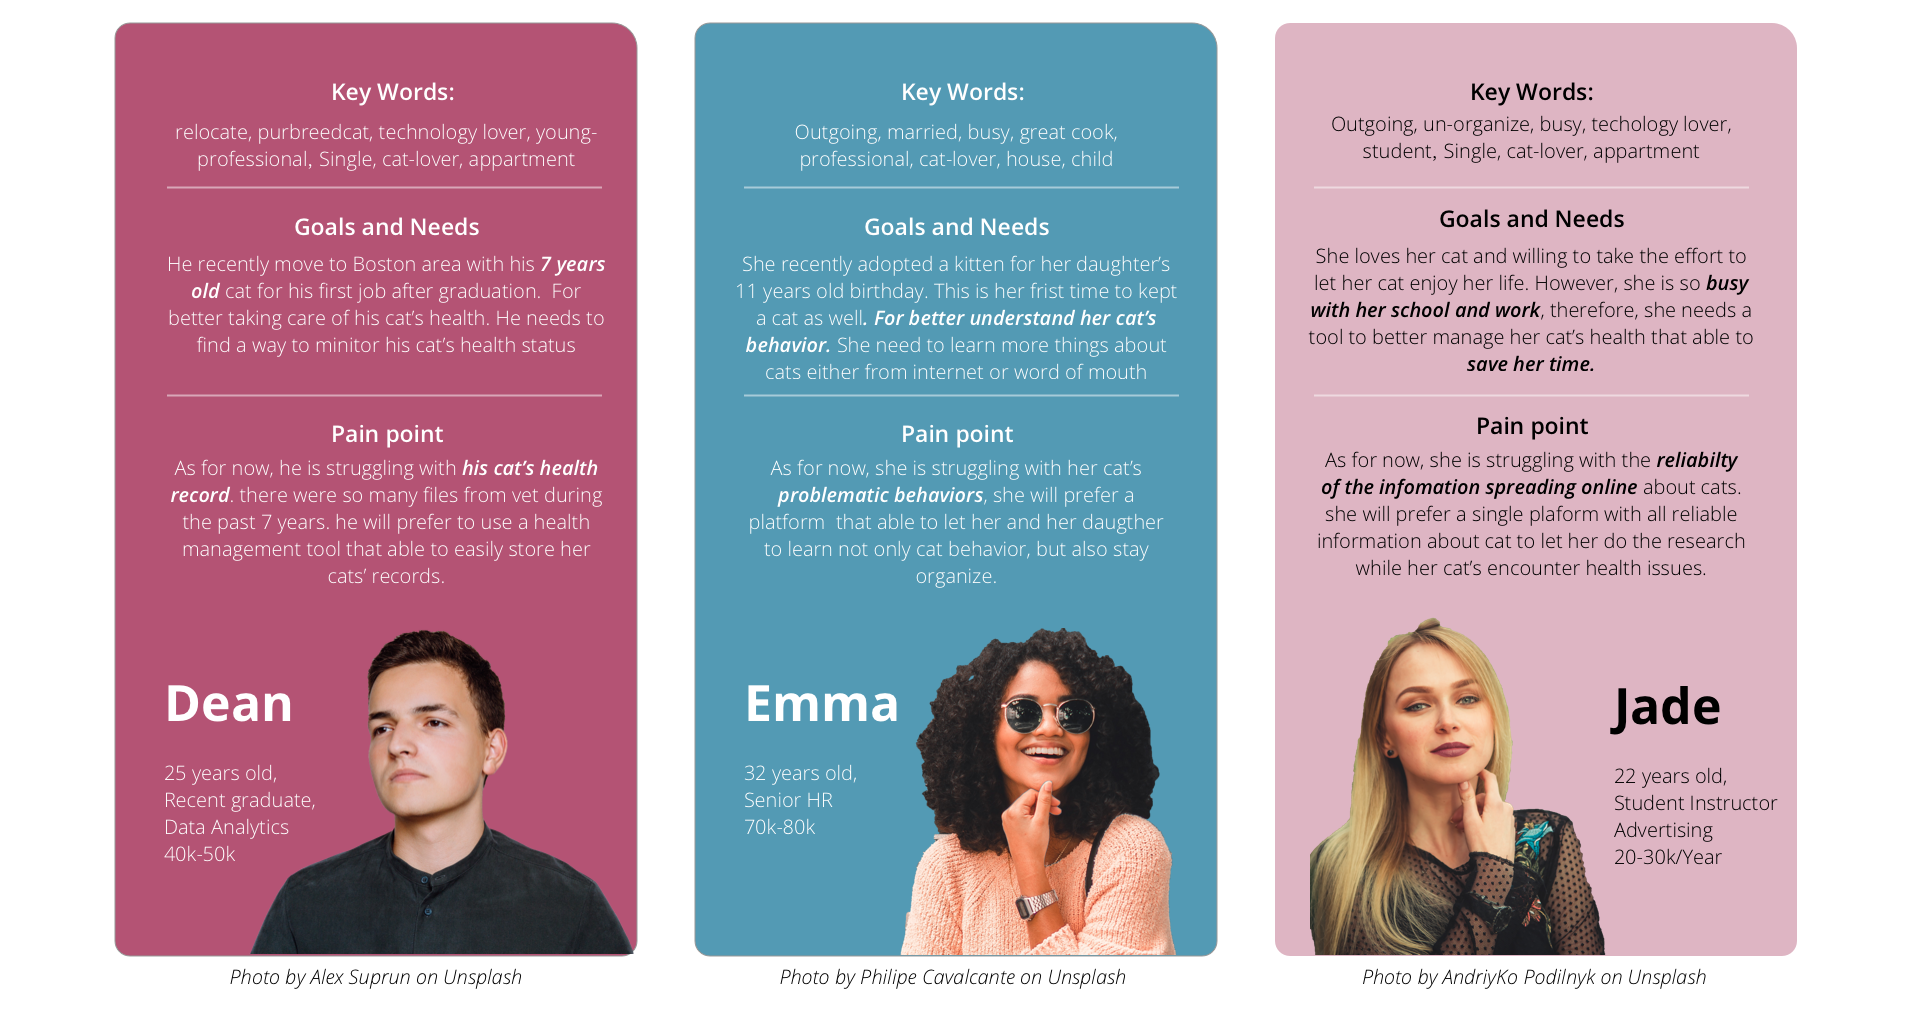 Key Words:
relocate, purbreedcat, technology lover, young-
professional, Single, cat-lover, appartment
Goals and Needs
He recently move to Boston area with his 7 years
old cat for his first job after graduation.  For
better taking care of his cat's health. He needs to
find a way to minitor his cat's health status
Pain point
As for now, he is struggling with his cat's health
record. there were so many files from vet during
the past 7 years. he will prefer to use a health
management tool that able to easily store her
cats' records.
Dean
25 years old,
Recent graduate,
Data Analytics
40k-50k
Photo by Alex Suprun on Unsplash
Key Words:
Outgoing, married, busy, great cook,
professional, cat-lover, house, child
Goals and Needs
She recently adopted a kitten for her daughter's
11 years old birthday. This is her frist time to kept
a cat as well. For better understand her cat's
behavior. She need to learn more things about
cats either from internet or word of mouth
Pain point
As for now, she is struggling with her cat's
problematic behaviors, she will prefer a
platform  that able to let her and her daugther
to learn not only cat behavior, but also stay
organize.
Emma
32 years old,
Senior HR
70k-80k
Photo by Philipe Cavalcante on Unsplash
Key Words:
Outgoing, un-organize, busy, techology lover,
student, Single, cat-lover, appartment
Goals and Needs
She loves her cat and willing to take the effort to
let her cat enjoy her life. However, she is so busy
with her school and work, therefore, she needs a
tool to better manage her cat's health that able to
save her time.
Pain point
As for now, she is struggling with the reliabilty
of the infomation spreading online about cats.
she will prefer a single plaform with all reliable
information about cat to let her do the research
while her cat's encounter health issues.
Jade
22 years old,
Student Instructor
Advertising
20-30k/Year
Photo by AndriyKo Podilnyk on Unsplash